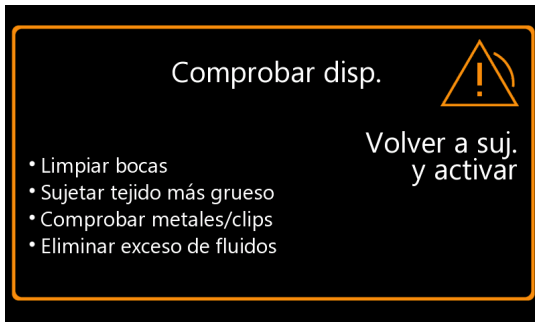 Comprobar disp.
Volver a suj.
y activar
• Limpiar bocas
• Sujetar tejido más grueso
• Comprobar metales/clips
• Eliminar exceso de fluidos